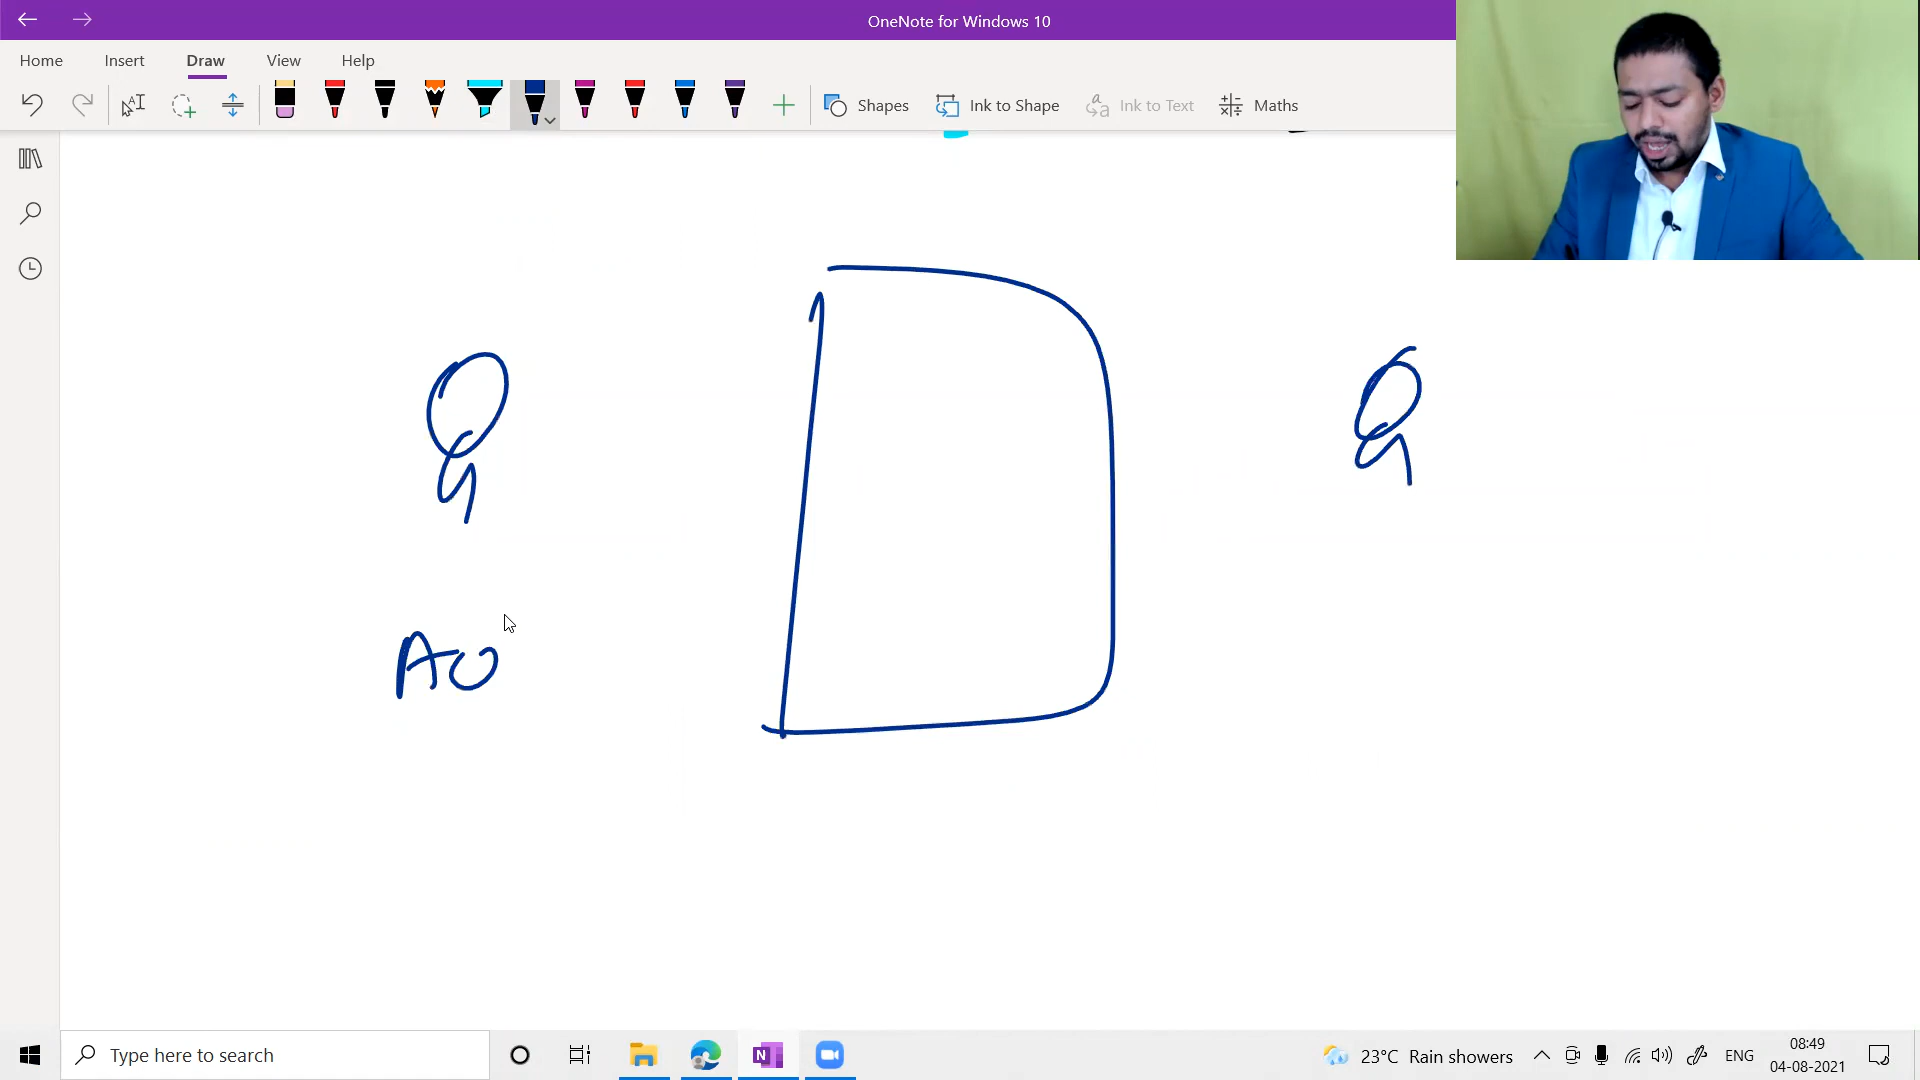 OneNote for Windows 10
Home Insert Draw View Help
Shapes Ink to Shape Ink to Text Maths
AO
Type here to search
23°C Rain showers ENG 08:49
04-08-2021